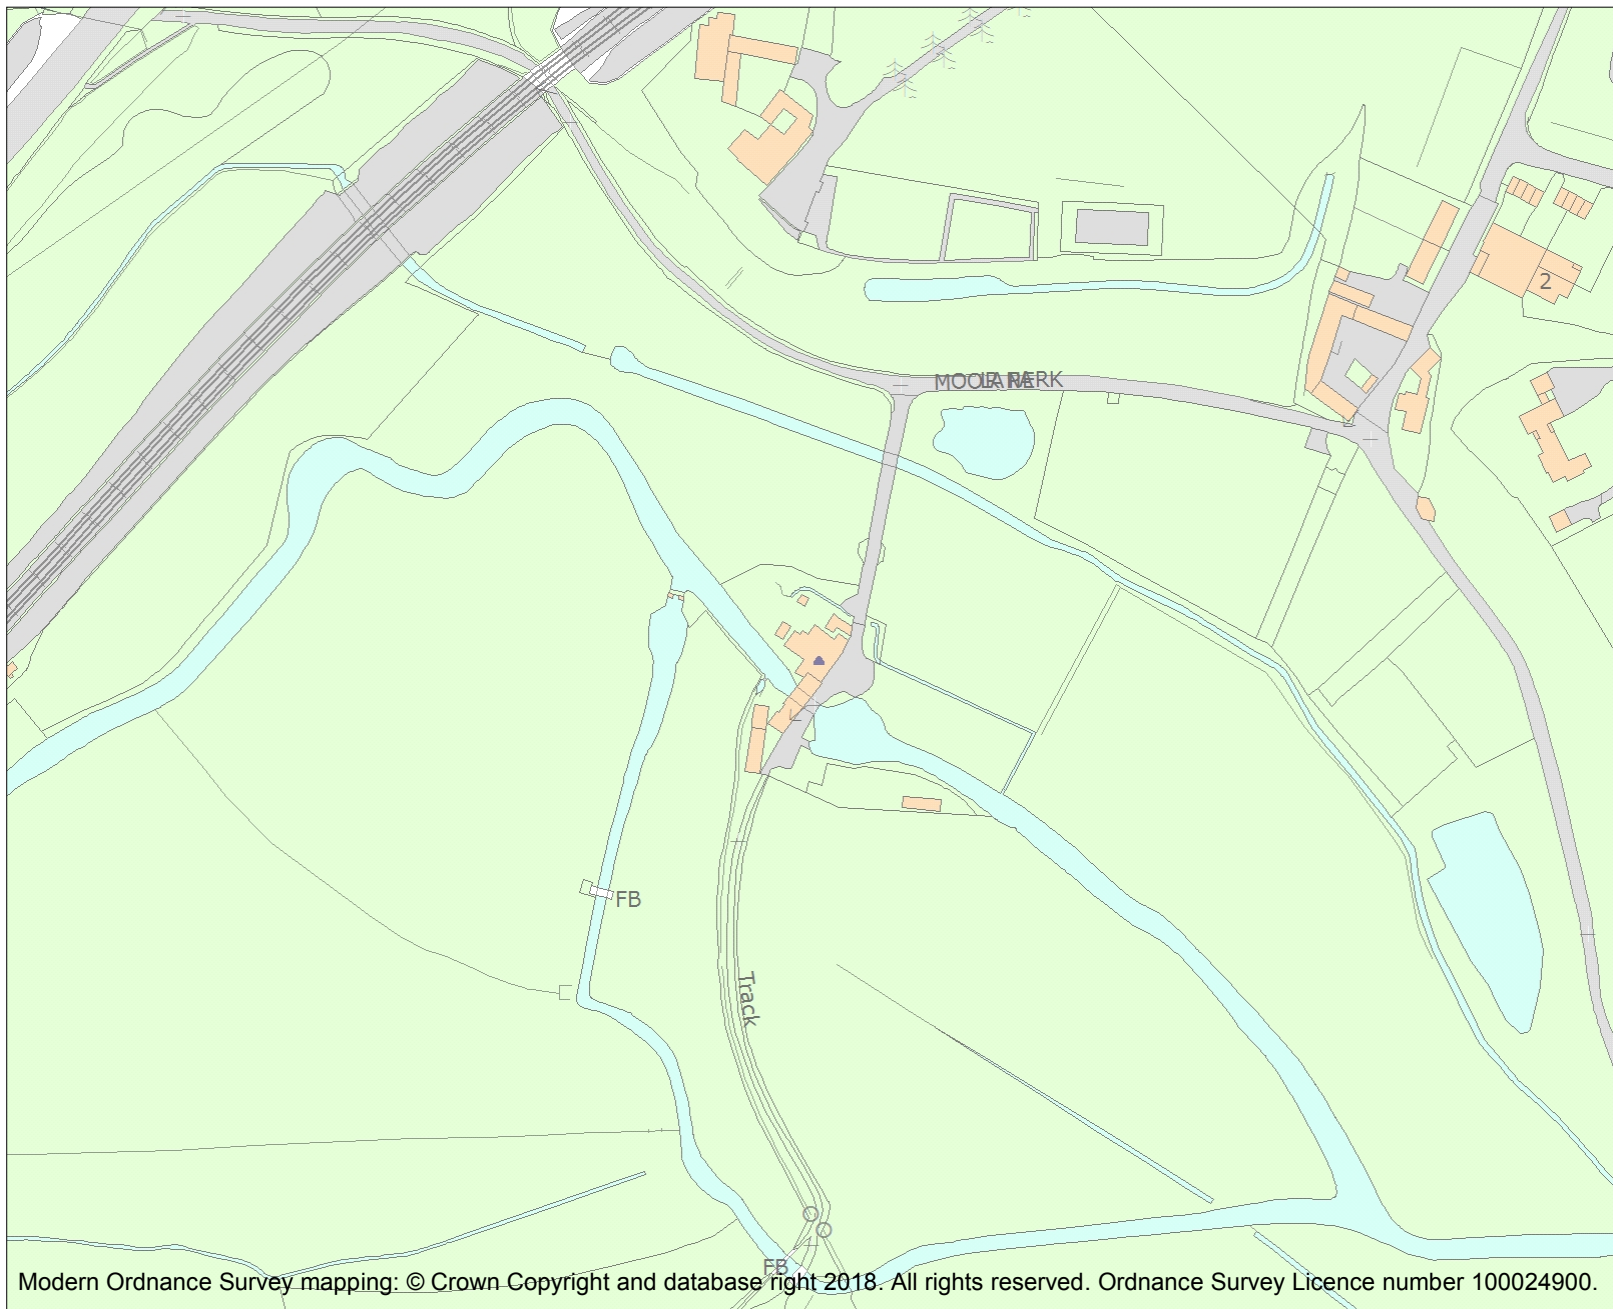 2
MOOR PARK
LANE
FB
Track
FB
Modern Ordnance Survey mapping: © Crown Copyright and database right 2018. All rights reserved. Ordnance Survey Licence number 100024900.